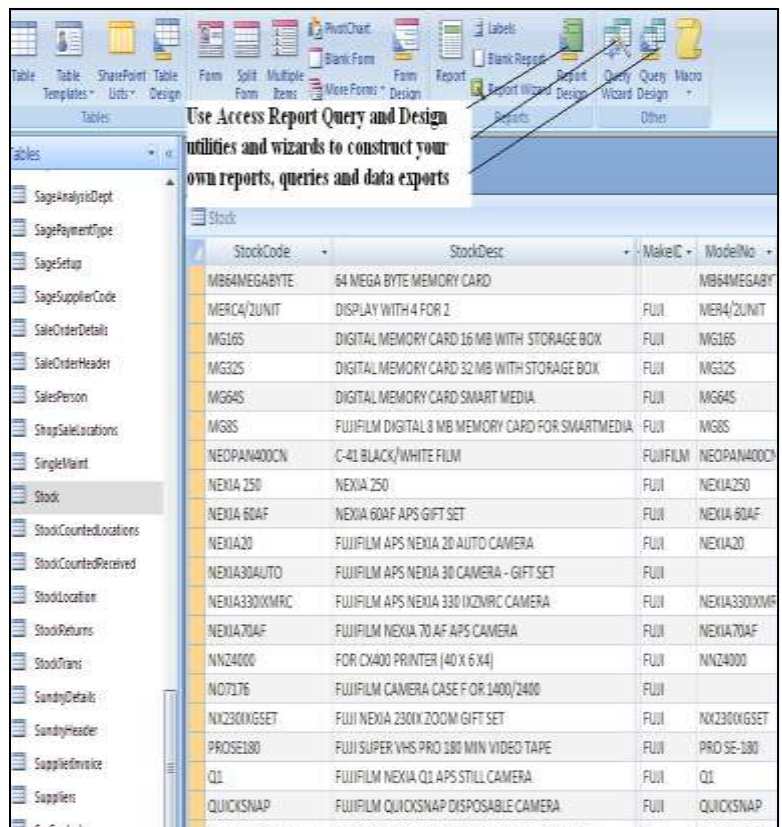 PivotChart
Labels
Blank Form
Blank Report
Table Table SharePoint Table
Templates Lists Design
Form Split Multiple
Form Items
More Forms
Form
Design
Report
Report Wizard
Report
Design
Query Query Macro
Wizard Design
Tables
Reports
Other
Use Access Report Query and Design
utilities and wizards to construct your
own reports, queries and data exports
Tables
SageAnalysisDept
SagePaymentType
SageSetup
SageSupplierCode
SaleOrderDetails
SaleOrderHeader
SalesPerson
ShopSaleLocations
SingleMaint
Stock
StockCountedLocations
StockCountedReceived
StockLocation
StockReturns
StockTrans
SundryDetails
SundryHeader
SupplierInvoice
Suppliers
Stock
StockCode StockDesc MakeIC ModelNo
MB64MEGABYTE 64 MEGA BYTE MEMORY CARD MB64MEGABYT
MERC4/2UNIT DISPLAY WITH 4 FOR 2 FUJI MER4/2UNIT
MG16S DIGITAL MEMORY CARD 16 MB WITH STORAGE BOX FUJI MG16S
MG32S DIGITAL MEMORY CARD 32 MB WITH STORAGE BOX FUJI MG32S
MG64S DIGITAL MEMORY CARD SMART MEDIA FUJI MG64S
MG8S FUJIFILM DIGITAL 8 MB MEMORY CARD FOR SMARTMEDIA FUJI MG8S
NEOPAN400CN C-41 BLACK/WHITE FILM FUJIFILM NEOPAN400CN
NEXIA 250 NEXIA 250 FUJI NEXIA250
NEXIA 60AF NEXIA 60AF APS GIFT SET FUJI NEXIA 60AF
NEXIA20 FUJIFILM APS NEXIA 20 AUTO CAMERA FUJI NEXIA20
NEXIA30AUTO FUJIFILM APS NEXIA 30 CAMERA - GIFT SET FUJI
NEXIA330IXMRC FUJIFILM APS NEXIA 330 IXZMRC CAMERA FUJI NEXIA330IXMR
NEXIA70AF FUJIFILM NEXIA 70 AF APS CAMERA FUJI NEXIA70AF
NNZ4000 FOR CX400 PRINTER (40 X 6 X4) FUJI NNZ4000
NO7176 FUJIFILM CAMERA CASE F OR 1400/2400 FUJI
NX230IXGSET FUJI NEXIA 230IX ZOOM GIFT SET FUJI NX230IXGSET
PROSE180 FUJI SUPER VHS PRO 180 MIN VIDEO TAPE FUJI PRO SE-180
Q1 FUJIFILM NEXIA Q1 APS STILL CAMERA FUJI Q1
QUICKSNAP FUJIFILM QUICKSNAP DISPOSABLE CAMERA FUJI QUICKSNAP